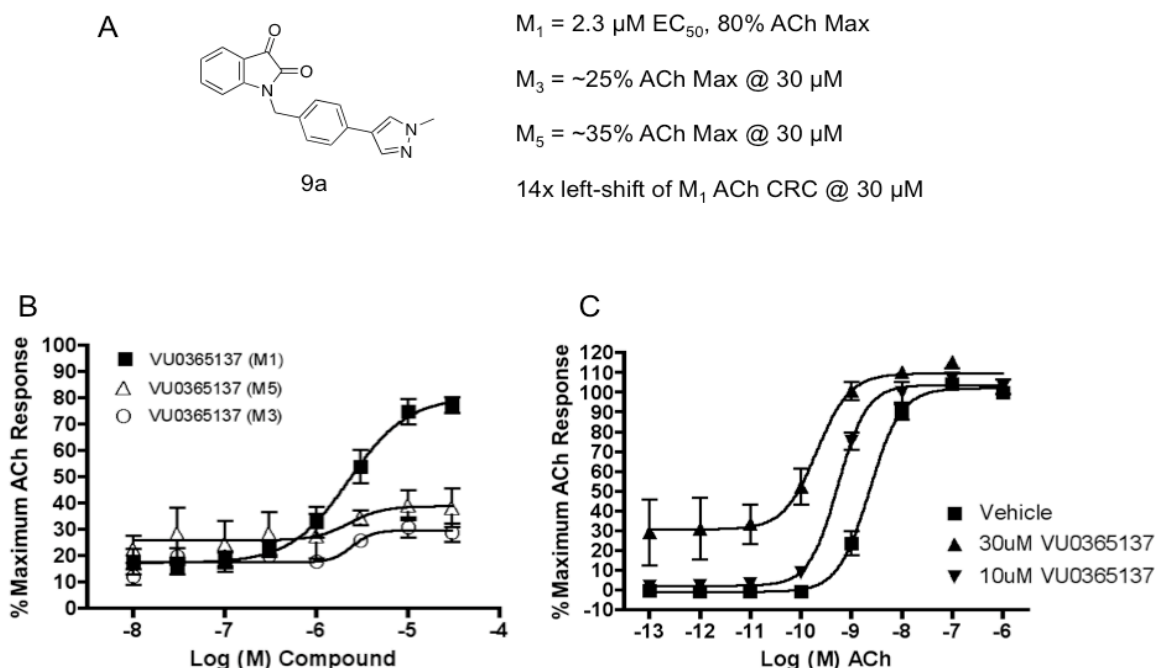 A
M₁ = 2.3 μM EC₅₀, 80% ACh Max
M₃ = ~25% ACh Max @ 30 μM
M₅ = ~35% ACh Max @ 30 μM
14x left-shift of M₁ ACh CRC @ 30 μM
O
O
N
N
N
9a
B
VU0365137 (M1)
VU0365137 (M5)
VU0365137 (M3)
%Maximum ACh Response
100
90
80
70
60
50
40
30
20
10
0
-8 -7 -6 -5 -4
Log (M) Compound
C
%Maximum ACh Response
120
110
100
90
80
70
60
50
40
30
20
10
0
-10
Vehicle
30uM VU0365137
10uM VU0365137
-13 -12 -11 -10 -9 -8 -7 -6
Log (M) ACh